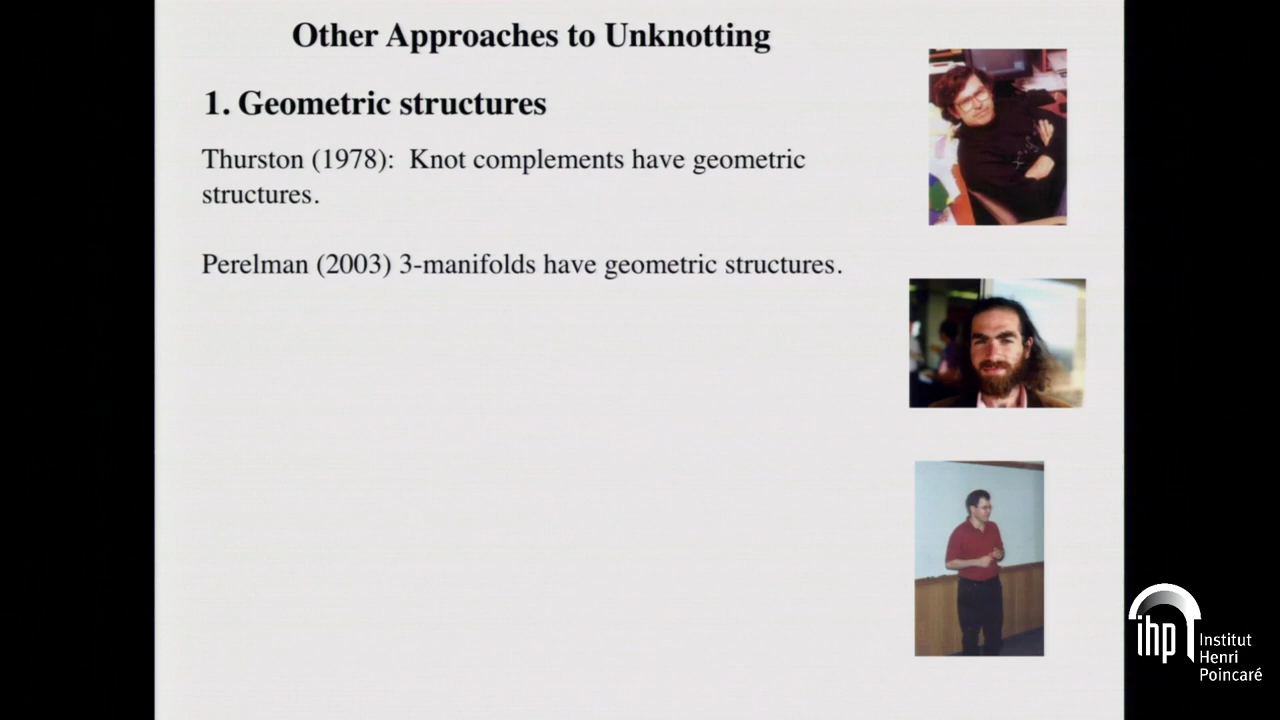 Other Approaches to Unknotting
1. Geometric structures
Thurston (1978): Knot complements have geometric
structures.
Perelman (2003) 3-manifolds have geometric structures.
ihp
Institut
Henri
Poincaré